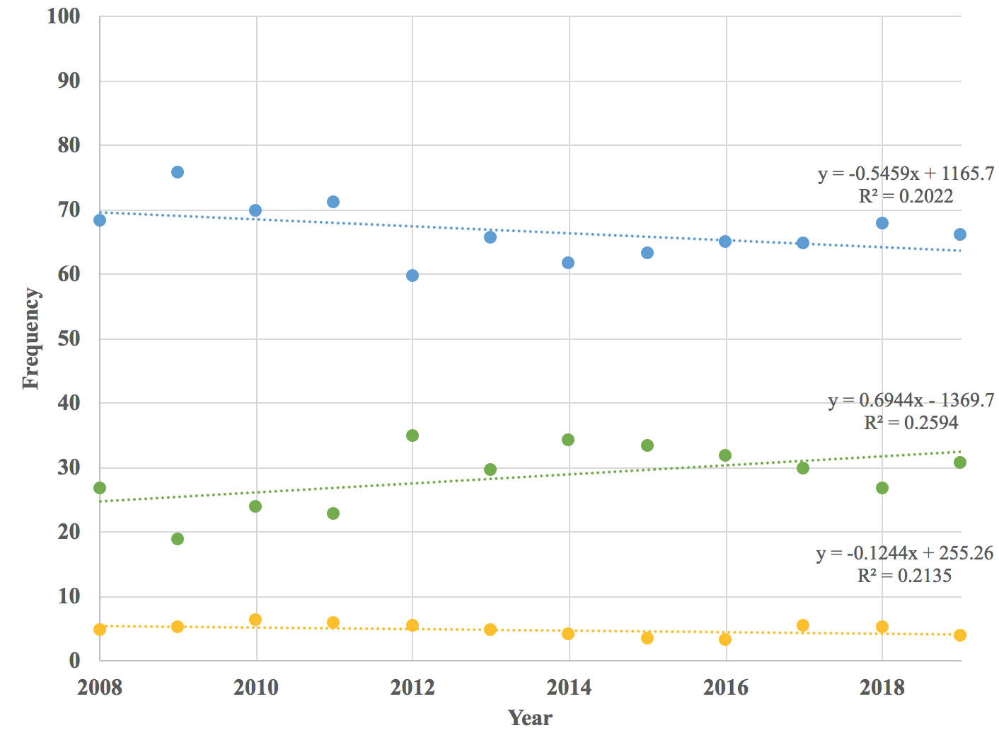 100
90
80
70
60
50
40
30
20
10
0
Frequency
y = -0.5459x + 1165.7
R² = 0.2022
y = 0.6944x - 1369.7
R² = 0.2594
y = -0.1244x + 255.26
R² = 0.2135
2008 2010 2012 2014 2016 2018
Year